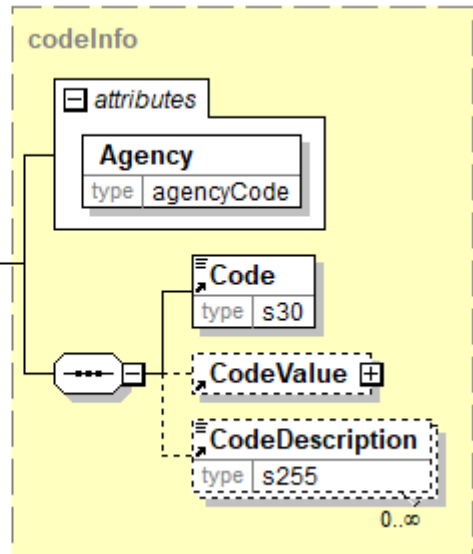 codeInfo
attributes
Agency
type agencyCode
Code
type s30
CodeValue
CodeDescription
type s255
0..∞